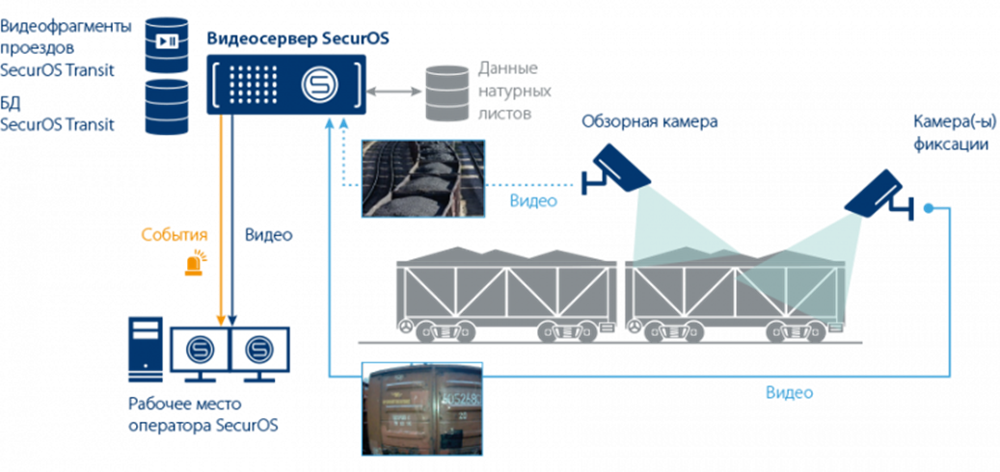 Видеофрагменты
проездов
SecurOS Transit
БД
SecurOS Transit
Видеосервер SecurOS
S
Данные
натурных
листов
Обзорная камера
Камера(-ы)
фиксации
Видео
События
Видео
S
S
Рабочее место
оператора SecurOS
Видео